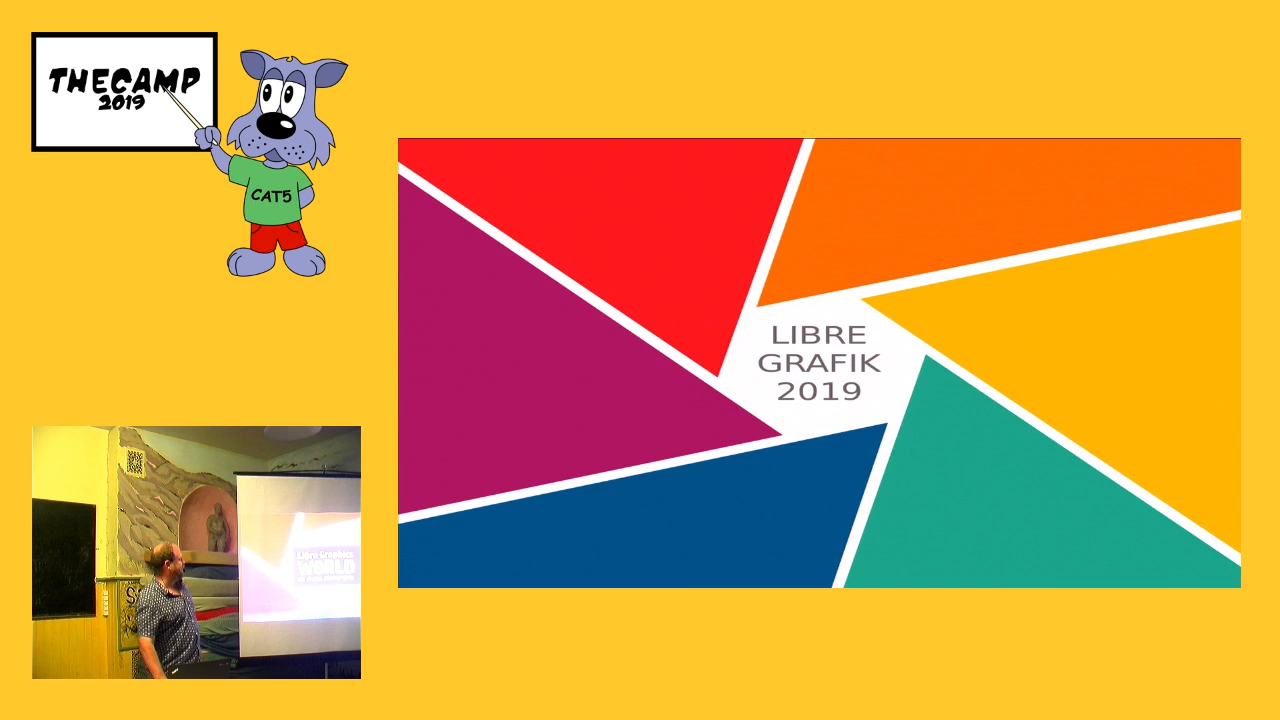 THECAMP
2019
CAT5
LIBRE
GRAFIK
2019
Libre Graphics
WORLD